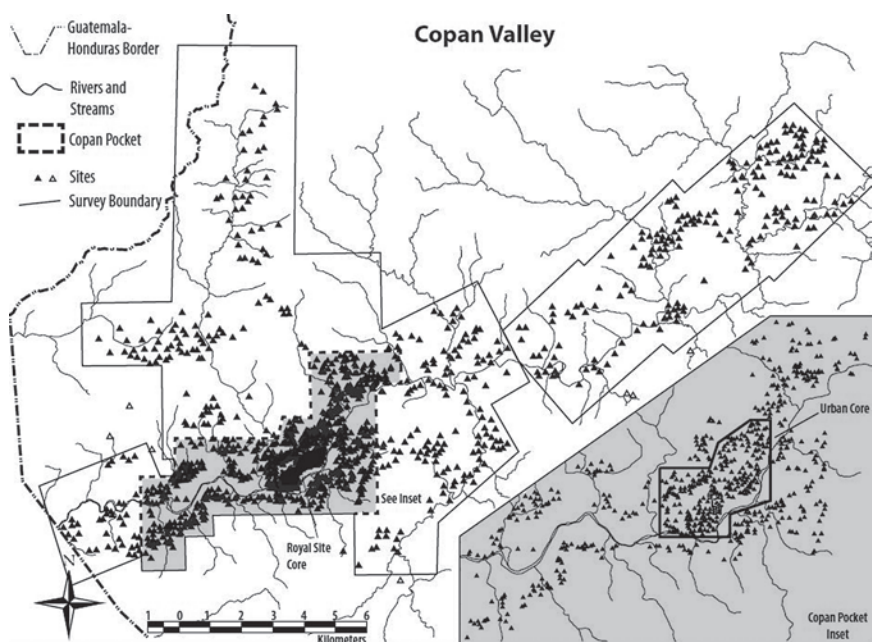 Copan Valley
Guatemala-
Honduras Border
Rivers and
Streams
Copan Pocket
Sites
Survey Boundary
Urban Core
See Inset
Royal Site
Core
1 0 1 2 3 4 5 6
Kilometers
Copan Pocket
Inset